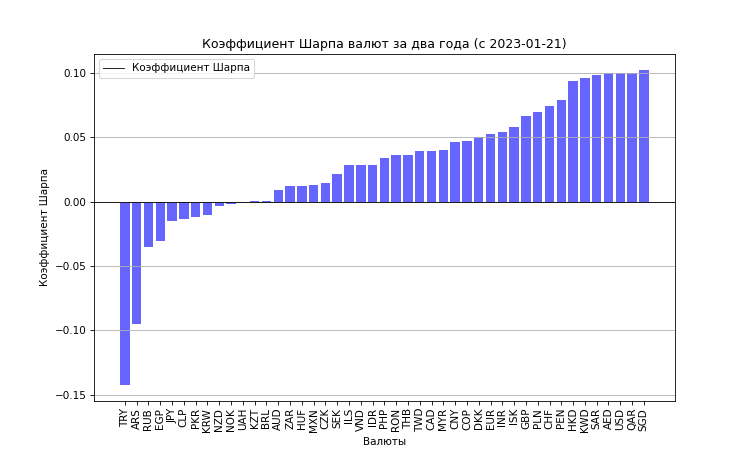 Коэффициент Шарпа валют за два года (с 2023-01-21)
Коэффициент Шарпа
0.10
0.05
0.00
−0.05
−0.10
−0.15
Коэффициент Шарпа
TRY ARS RUB EGP JPY CLP PKR KRW NZD NOK UAH KZT BRL AUD ZAR HUF MXN CZK SEK ILS VND IDR PHP RON THB TWD CAD MYR CNY COP DKK EUR INR ISK GBP PLN CHF PEN HKD KWD SAR AED USD QAR SGD
Валюты